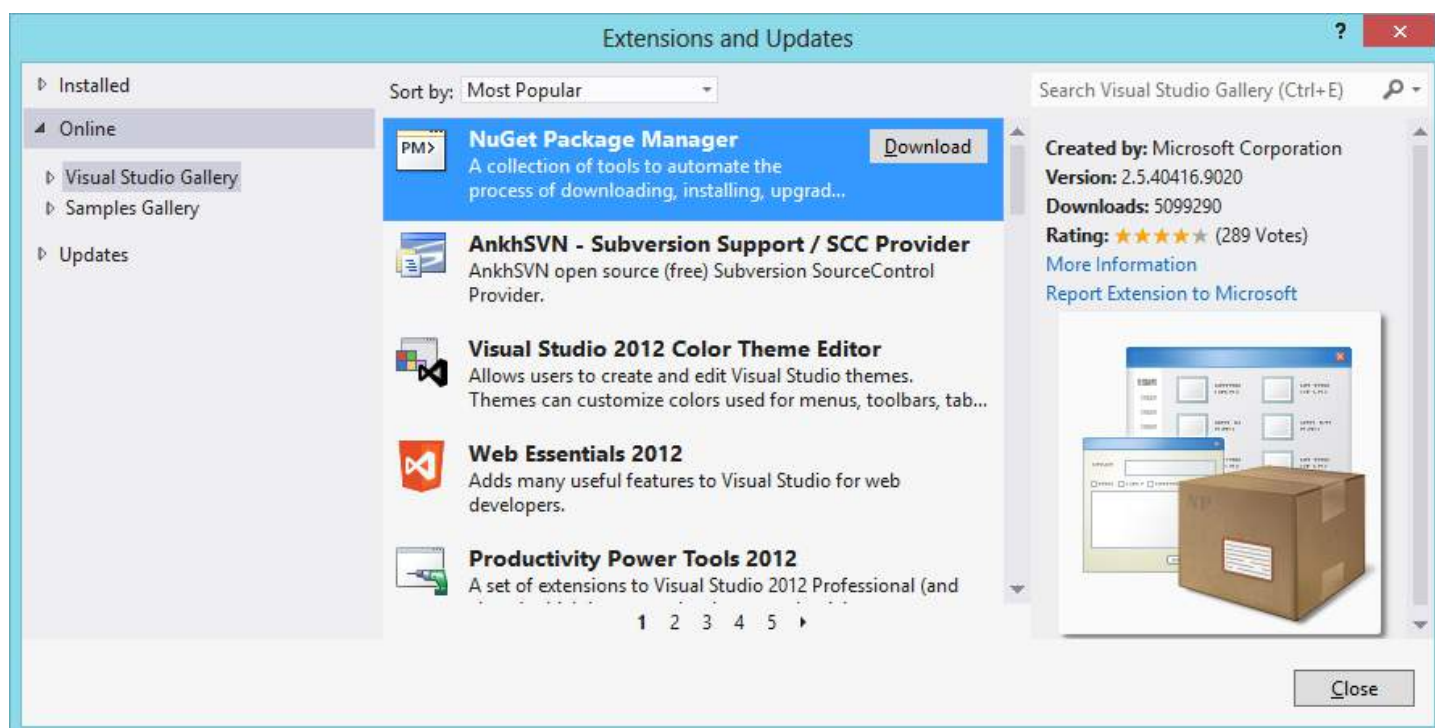 Extensions and Updates
?
Installed
Online
Visual Studio Gallery
Samples Gallery
Updates
Sort by: Most Popular
PM>
NuGet Package Manager
A collection of tools to automate the
process of downloading, installing, upgrad...
Download
AnkhSVN - Subversion Support / SCC Provider
AnkhSVN open source (free) Subversion SourceControl
Provider.
Visual Studio 2012 Color Theme Editor
Allows users to create and edit Visual Studio themes.
Themes can customize colors used for menus, toolbars, tab...
Web Essentials 2012
Adds many useful features to Visual Studio for web
developers.
Productivity Power Tools 2012
A set of extensions to Visual Studio 2012 Professional (and
1 2 3 4 5
Search Visual Studio Gallery (Ctrl+E)
Created by: Microsoft Corporation
Version: 2.5.40416.9020
Downloads: 5099290
Rating: (289 Votes)
More Information
Report Extension to Microsoft
Close